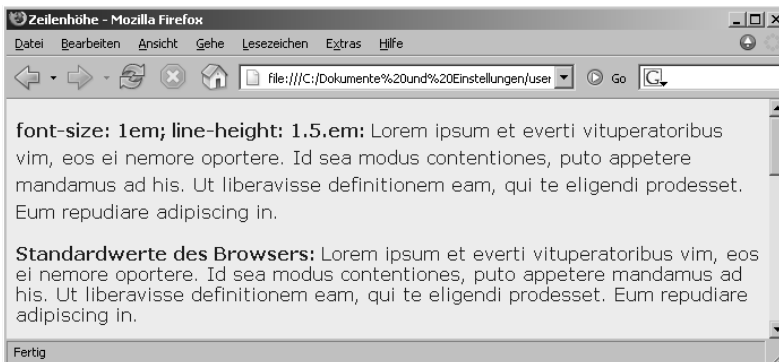 Zeilenhöhe - Mozilla Firefox
Datei Bearbeiten Ansicht Gehe Lesezeichen Extras Hilfe
file:///C:/Dokumente%20und%20Einstellungen/user Go G
font-size: 1em; line-height: 1.5.em: Lorem ipsum et everti vituperatoribus
vim, eos ei nemore oportere. Id sea modus contentiones, puto appetere
mandamus ad his. Ut liberavisse definitionem eam, qui te eligendi prodesset.
Eum repudiare adipiscing in.
Standardwerte des Browsers: Lorem ipsum et everti vituperatoribus vim, eos
ei nemore oportere. Id sea modus contentiones, puto appetere mandamus ad
his. Ut liberavisse definitionem eam, qui te eligendi prodesset. Eum repudiare
adipiscing in.
Fertig